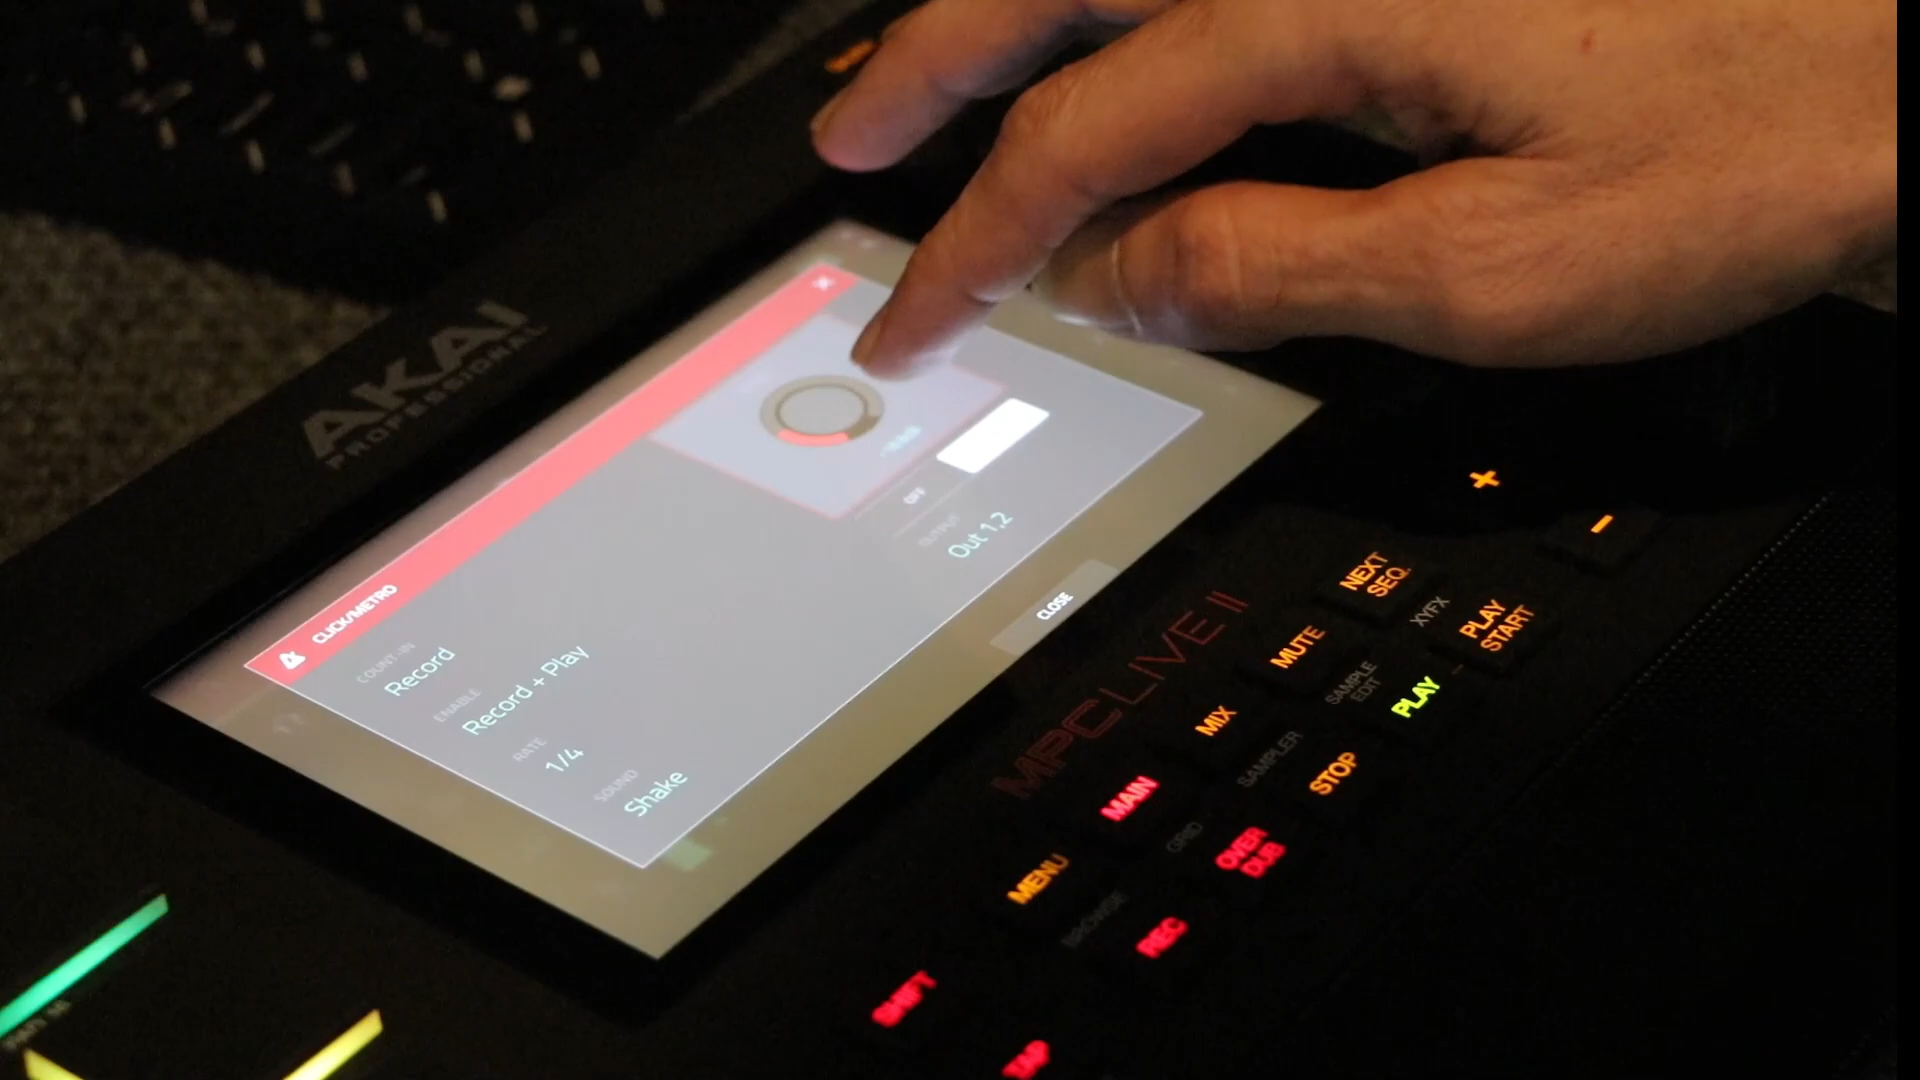 AKAI
PROFESSIONAL
CLICK/METRO
COUNT-IN
Record
ENABLE
Record + Play
RATE
1/4
SOUND
Shake
OFF
OUTPUT
Out 1,2
CLOSE
MPC LIVE II
+
−
NEXT
SEQ.
XYFX
PLAY
START
MUTE
SAMPLE
EDIT
PLAY
MIX
SAMPLER
STOP
MAIN
GRID
OVER
DUB
MENU
BROWSE
REC
SHIFT
TAP